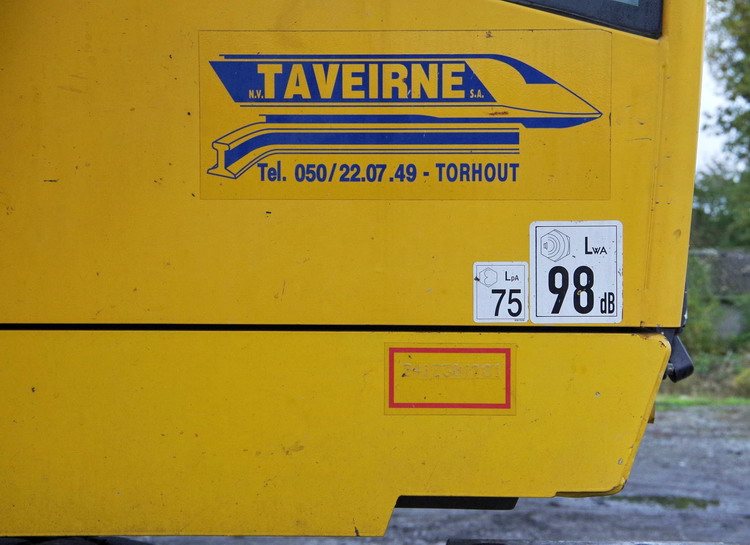 N.V. TAVEIRNE S.A.
Tel. 050/22.07.49 - TORHOUT
LWA
98 dB
LpA
75